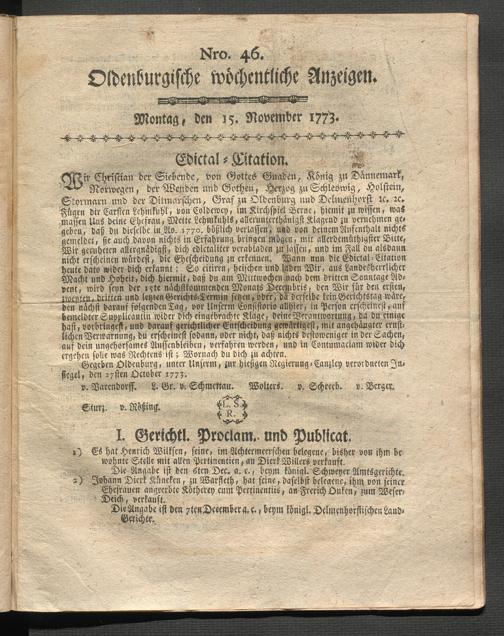 Nro. 46.
Oldenburgische wöchentliche Anzeigen.
Montag, den 15. November 1773.
Edictal-Citation.
Wir Christian der Siebende, von Gottes Gnaden, König zu Dännemark,
Norwegen, der Wenden und Gothen, Herzog zu Schleswig, Holstein,
Stormarn und der Ditmarschen, Graf zu Oldenburg und Delmenhorst ꝛc. ꝛc.
Fügen dir Carsten Lehmkuhl, von Coldewey, im Kirchspiel Berne, hiemit zu wissen, was
massen Uns deine Ehefrau, Mette Lehmkuhls, allerunterthänigst klagend zu vernehmen ge-
geben, daß du dieselbe in Ao. 1770. böslich verlassen, und von deinem Aufenthalt nichts
gemeldet, sie auch davon nichts in Erfahrung bringen mögen, mit allerdemüthigster Bitte,
Wir geruheten allergnädigst, dich edictaliter verabladen zu lassen, und im Fall du alsdann
nicht erscheinen würdest, die Ehescheidung zu erkennen. Wann nun die Edictal-Citation
heute dato wider dich erkannt; So citiren, heischen und laden Wir, aus Landesherrlicher
Macht und Hoheit, dich hiermit, daß du am Mittwochen nach dem dritten Sonntage Ad-
vent, wird seyn der 15te nächstkommenden Monats Decembris, den Wir für den ersten,
zweyten, dritten und letzten Gerichts-Termin setzen, oder, da derselbe kein Gerichtstag wäre,
den nächst darauf folgenden Tag, vor Unserm Consistorio allhier, in Person erscheinest, auf
bemeldter Supplicantin wider dich eingebrachte Klage, deine Verantwortung, da du einige
hast, vorbringest, und darauf gerichtlicher Entscheidung gewärtigest, mit angehängter ernst-
lichen Verwarnung, du erscheinest sodann, oder nicht, daß nichts destoweniger in der Sachen,
auf dein ungehorsames Aussenbleiben, verfahren werden, und in Contumaciam wider dich
ergehen solle was Rechtens ist; Wornach du dich zu achten.
Gegeben Oldenburg, unter Unserm, zur hiesigen Regierung-Canzley verordneten In-
siegel, den 27sten October 1773.
v. Varendorff. L. Gr. v. Schmettau. Wolters. v. Schreeb. v. Berger.
Sturz. v. Rößing.
L. S.
R.
I. Gerichtl. Proclam. und Publicat.
1) Es hat Henrich Wilksen, seine, im Achtermeerschen belegene, bisher von ihm be-
wohnte Stelle mit allen Pertinentien, an Dierk Willers verkauft.
Die Angabe ist den 6ten Dec. a. c., beym königl. Schweyer Amtsgerichte.
2) Johann Dierk Kuneken, zu Warfleth, hat seine, daselbst belegene, ihm von seiner
Ehefrauen angeerbte Kötherey cum Pertinentiis, an Frerich Onken, zum Weser-
Deich, verkauft.
Die Angabe ist den 7ten December a. c., beym königl. Delmenhorstischen Land-
Gerichte.